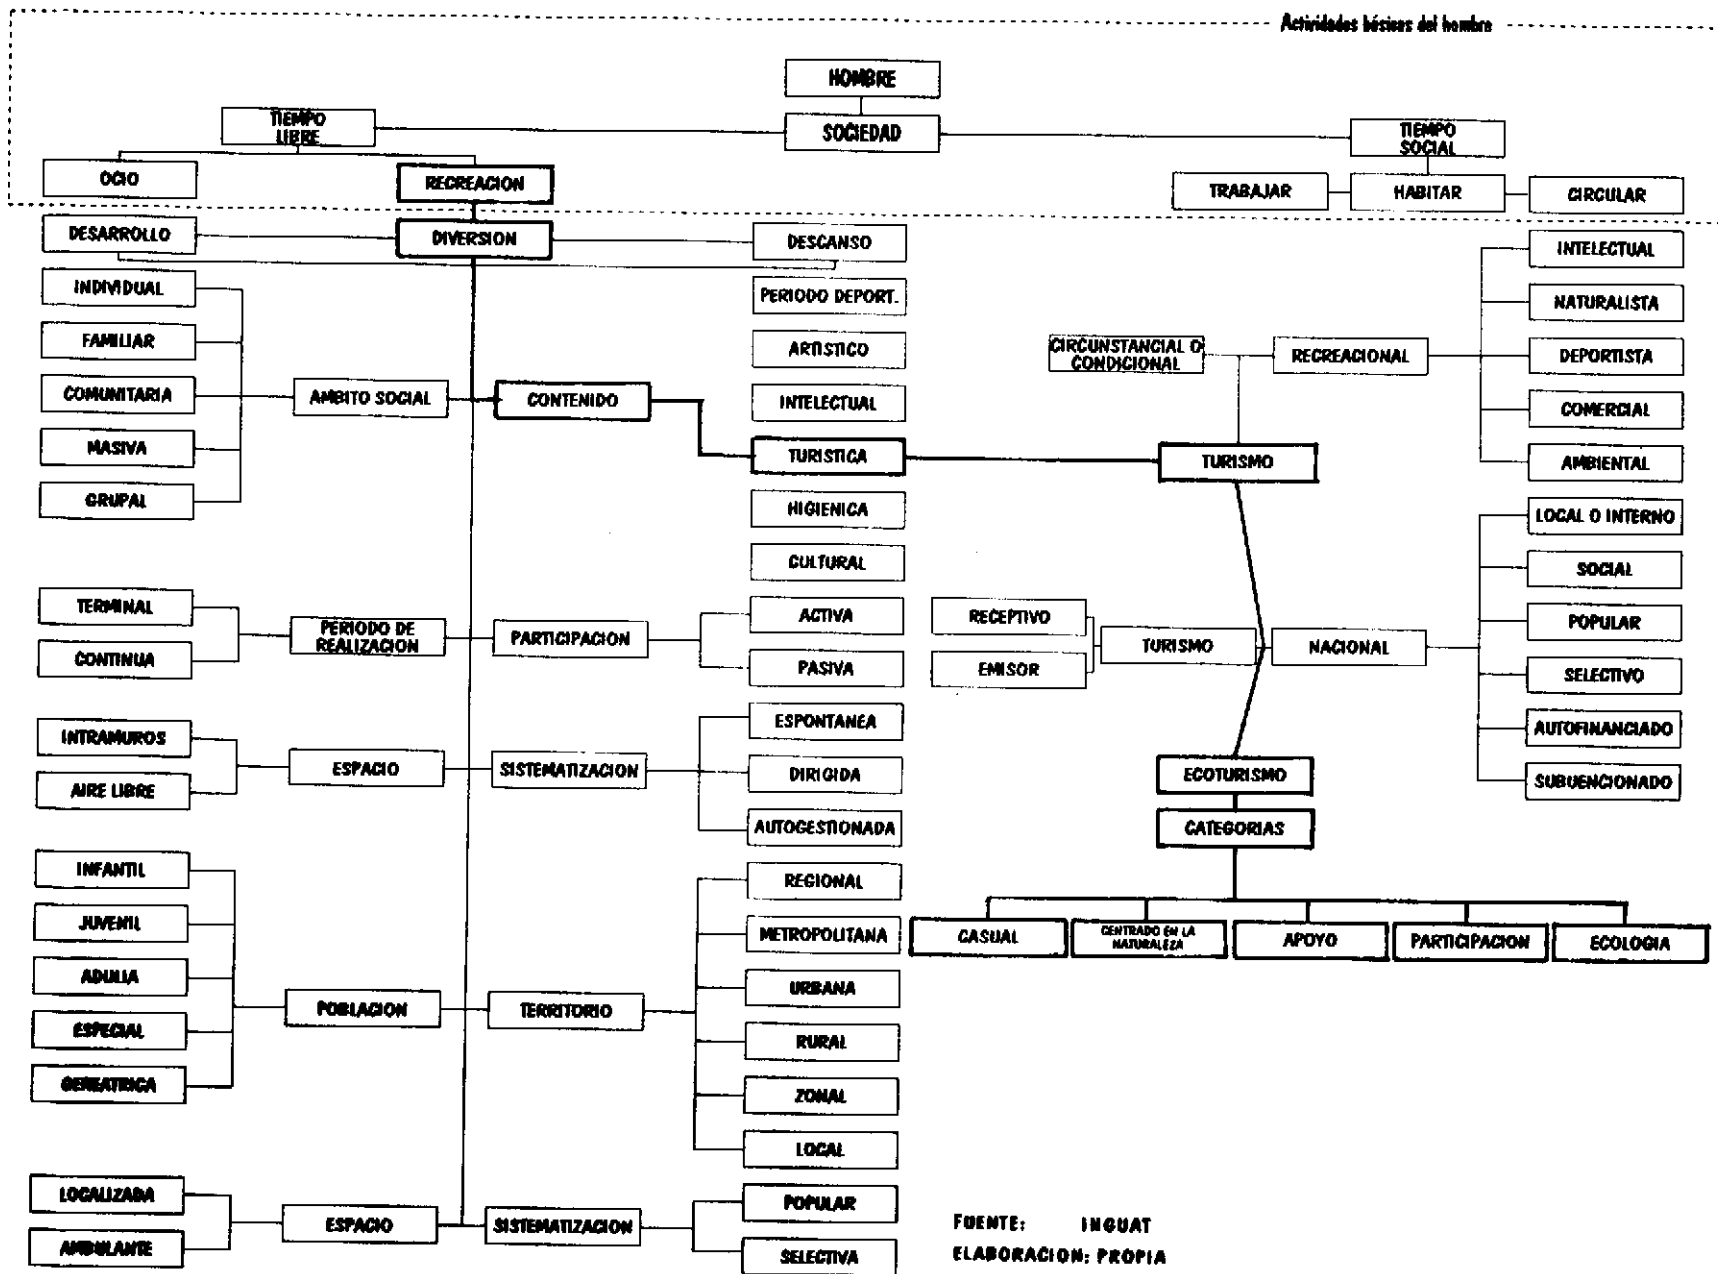 Actividades básicas del hombre
HOMBRE
TIEMPO
LIBRE
SOCIEDAD
TIEMPO
SOCIAL
OCIO
RECREACION
TRABAJAR
HABITAR
CIRCULAR
DESARROLLO
DIVERSION
DESCANSO
INTELECTUAL
INDIVIDUAL
PERIODO DEPORT.
NATURALISTA
FAMILIAR
ARTISTICO
CIRCUNSTANCIAL O
CONDICIONAL
RECREACIONAL
DEPORTISTA
COMUNITARIA
AMBITO SOCIAL
CONTENIDO
INTELECTUAL
COMERCIAL
MASIVA
TURISTICA
TURISMO
AMBIENTAL
GRUPAL
HIGIENICA
LOCAL O INTERNO
CULTURAL
SOCIAL
TERMINAL
PERIODO DE
REALIZACION
PARTICIPACION
ACTIVA
RECEPTIVO
POPULAR
CONTINUA
PASIVA
EMISOR
TURISMO
NACIONAL
SELECTIVO
INTRAMUROS
ESPONTANEA
AUTOFINANCIADO
ESPACIO
SISTEMATIZACION
DIRIGIDA
ECOTURISMO
SUBUENCIONADO
AIRE LIBRE
AUTOGESTIONADA
CATEGORIAS
INFANTIL
REGIONAL
JUVENIL
METROPOLITANA
CASUAL
CENTRADO EN LA
NATURALEZA
APOYO
PARTICIPACION
ECOLOGIA
ADULIA
URBANA
POBLACION
TERRITORIO
ESPECIAL
RURAL
GEREATRICA
ZONAL
LOCAL
LOCALIZADA
POPULAR
ESPACIO
SISTEMATIZACION
AMBULANTE
SELECTIVA
FUENTE: INGUAT
ELABORACION: PROPIA